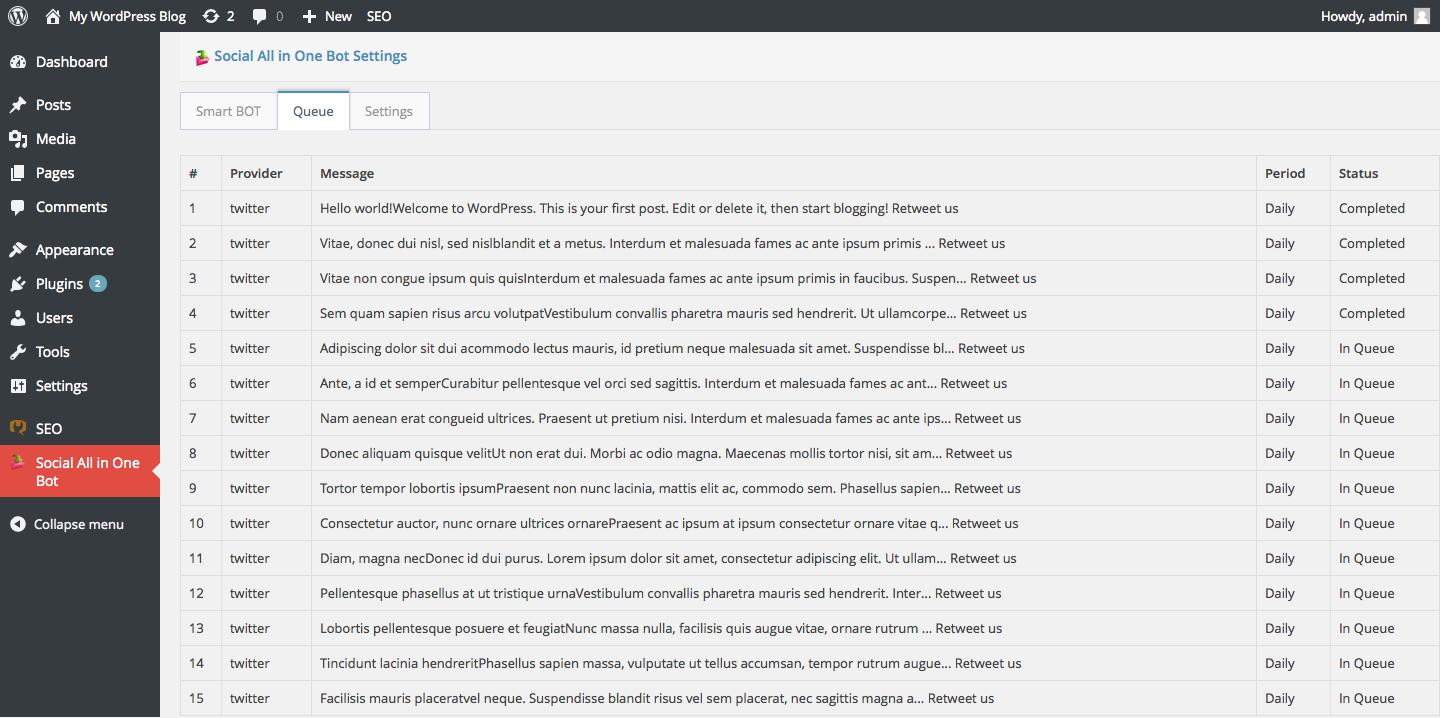 My WordPress Blog 2 0 New SEO Howdy, admin
Dashboard
Posts
Media
Pages
Comments
Appearance
Plugins 2
Users
Tools
Settings
SEO
Social All in One
Bot
Collapse menu
Social All in One Bot Settings
Smart BOT Queue Settings
# Provider Message Period Status
1 twitter Hello world!Welcome to WordPress. This is your first post. Edit or delete it, then start blogging! Retweet us Daily Completed
2 twitter Vitae, donec dui nisl, sed nislblandit et a metus. Interdum et malesuada fames ac ante ipsum primis ... Retweet us Daily Completed
3 twitter Vitae non congue ipsum quis quisInterdum et malesuada fames ac ante ipsum primis in faucibus. Suspen... Retweet us Daily Completed
4 twitter Sem quam sapien risus arcu volutpatVestibulum convallis pharetra mauris sed hendrerit. Ut ullamcorpe... Retweet us Daily Completed
5 twitter Adipiscing dolor sit dui acommodo lectus mauris, id pretium neque malesuada sit amet. Suspendisse bl... Retweet us Daily In Queue
6 twitter Ante, a id et semperCurabitur pellentesque vel orci sed sagittis. Interdum et malesuada fames ac ant... Retweet us Daily In Queue
7 twitter Nam aenean erat congueid ultrices. Praesent ut pretium nisi. Interdum et malesuada fames ac ante ips... Retweet us Daily In Queue
8 twitter Donec aliquam quisque velitUt non erat dui. Morbi ac odio magna. Maecenas mollis tortor nisi, sit am... Retweet us Daily In Queue
9 twitter Tortor tempor lobortis ipsumPraesent non nunc lacinia, mattis elit ac, commodo sem. Phasellus sapien... Retweet us Daily In Queue
10 twitter Consectetur auctor, nunc ornare ultrices ornarePraesent ac ipsum at ipsum consectetur ornare vitae q... Retweet us Daily In Queue
11 twitter Diam, magna necDonec id dui purus. Lorem ipsum dolor sit amet, consectetur adipiscing elit. Ut ullam... Retweet us Daily In Queue
12 twitter Pellentesque phasellus at ut tristique urnaVestibulum convallis pharetra mauris sed hendrerit. Inter... Retweet us Daily In Queue
13 twitter Lobortis pellentesque posuere et feugiatNunc massa nulla, facilisis quis augue vitae, ornare rutrum ... Retweet us Daily In Queue
14 twitter Tincidunt lacinia hendreritPhasellus sapien massa, vulputate ut tellus accumsan, tempor rutrum augue... Retweet us Daily In Queue
15 twitter Facilisis mauris placeratvel neque. Suspendisse blandit risus vel sem placerat, nec sagittis magna a... Retweet us Daily In Queue